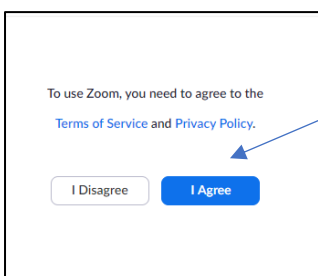 To use Zoom, you need to agree to the
Terms of Service and Privacy Policy.
I Disagree I Agree